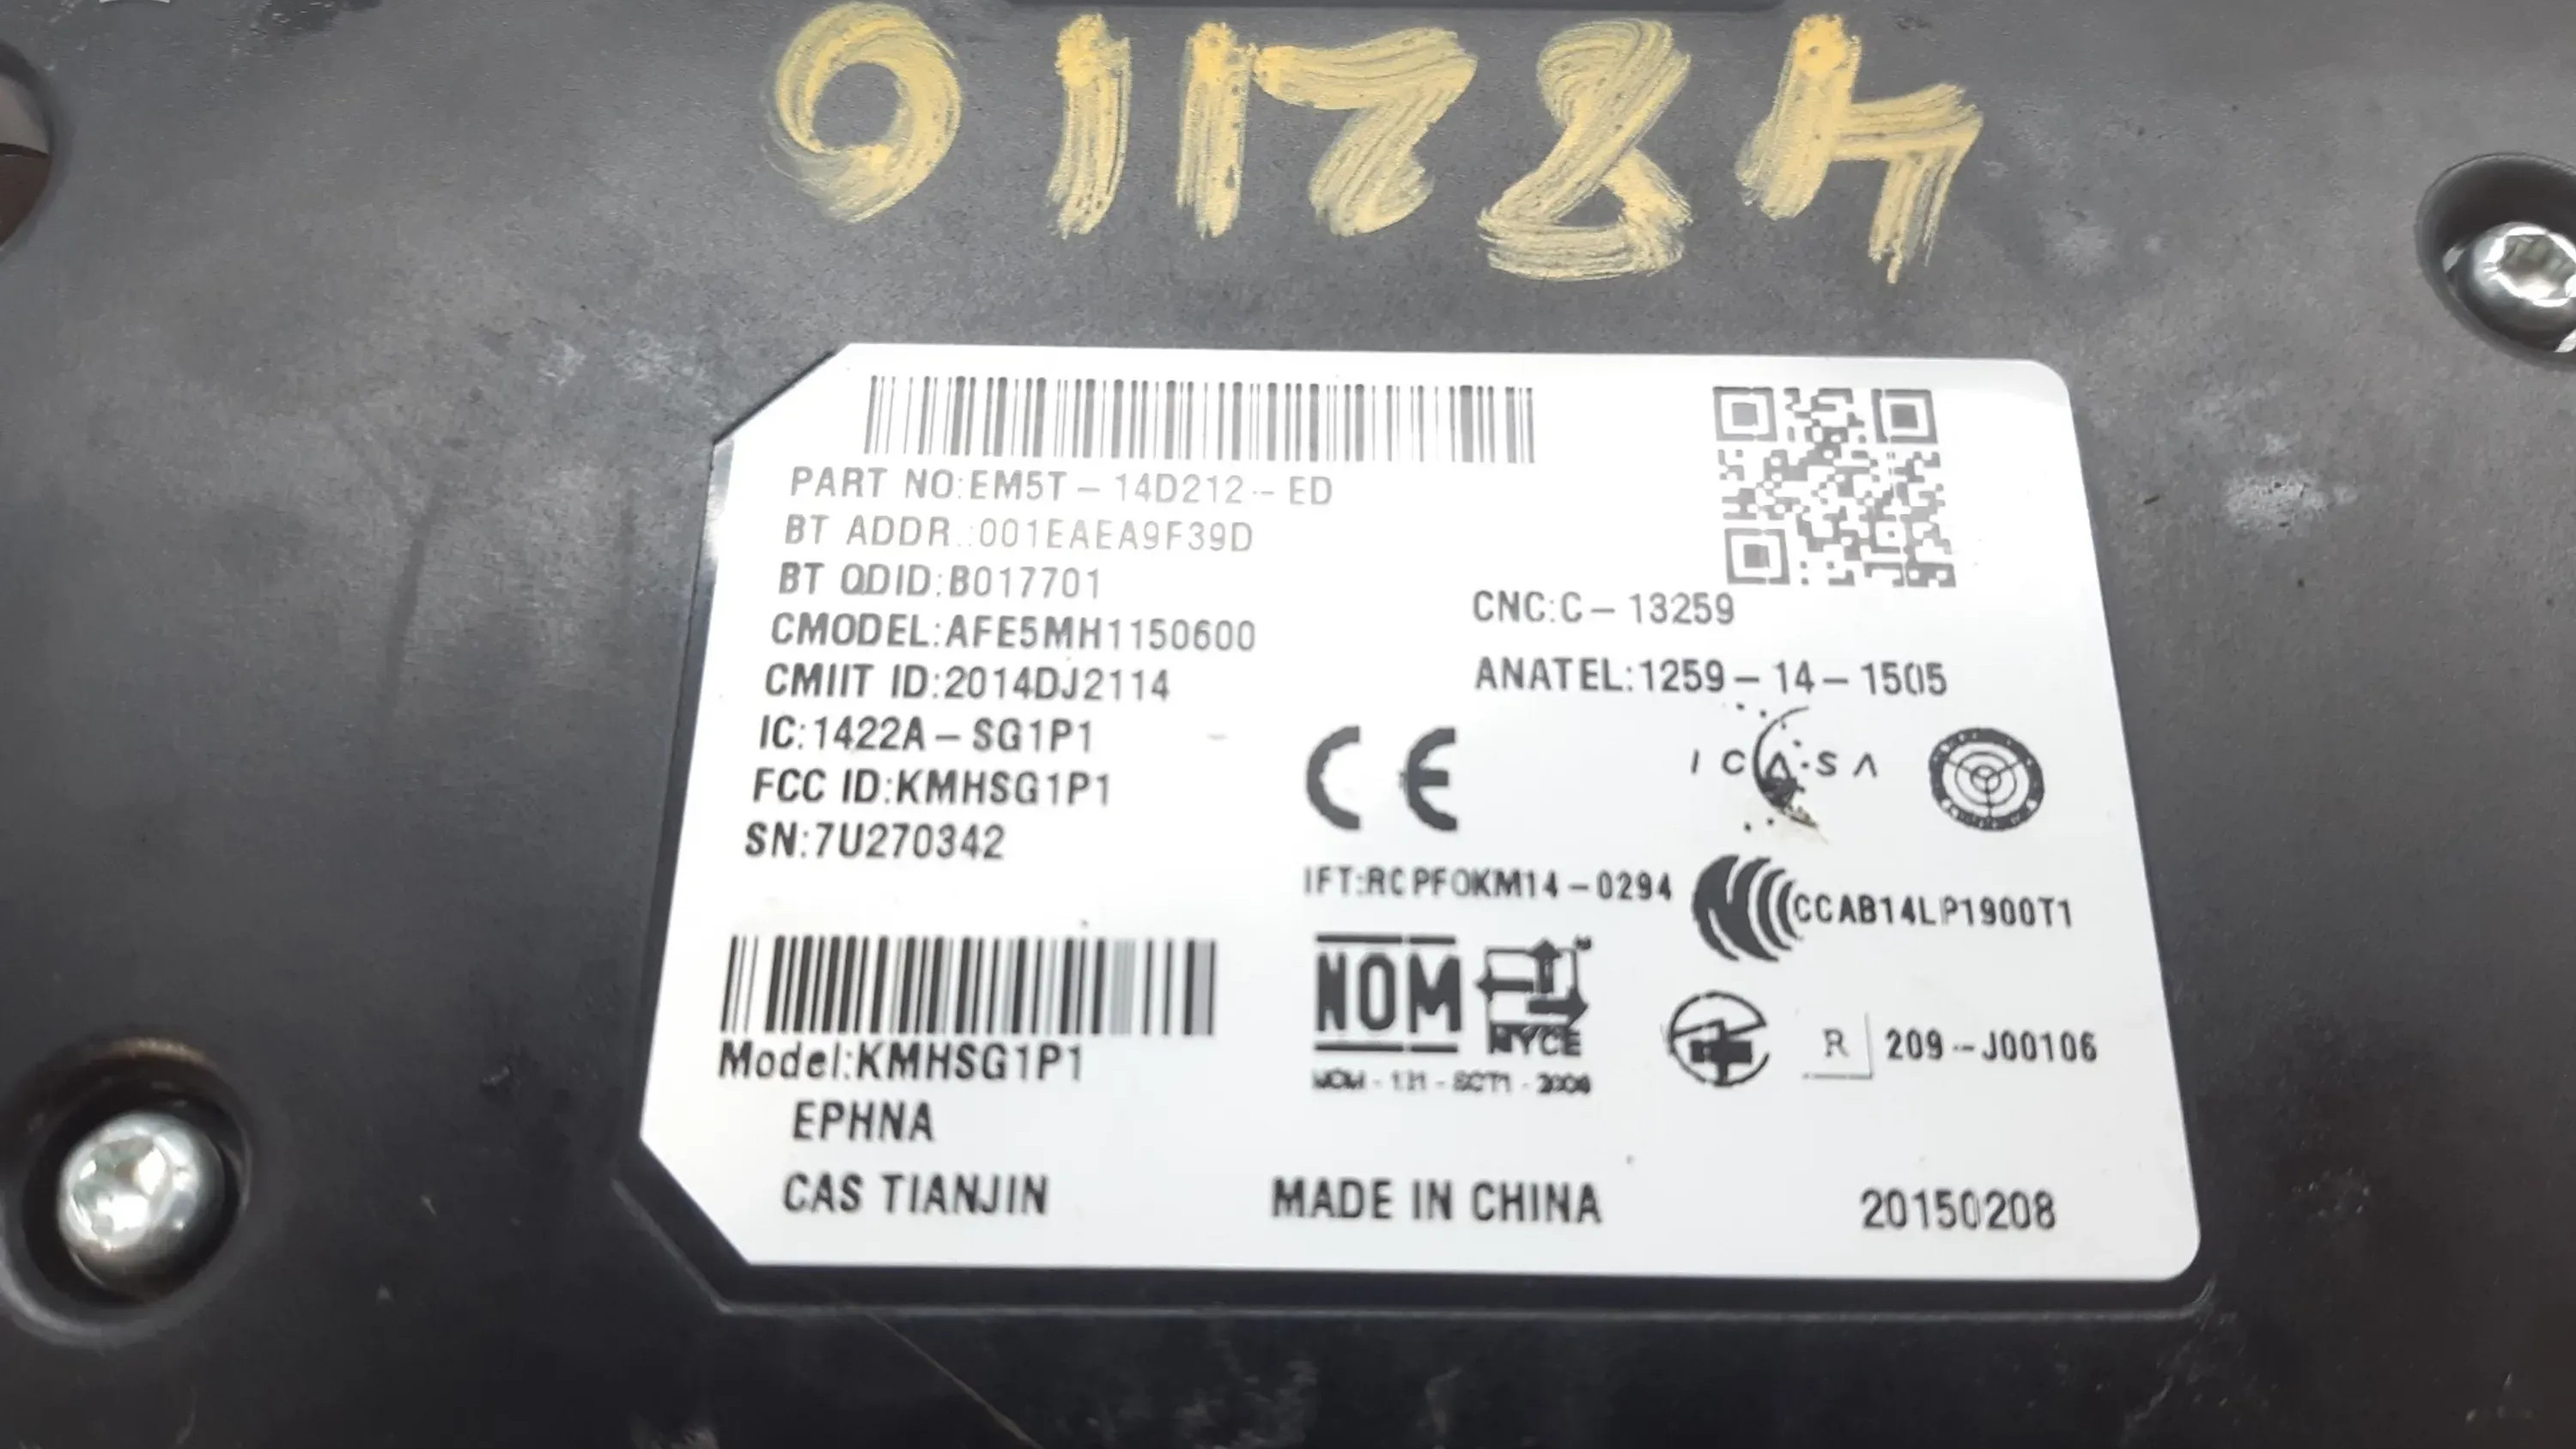 482110
PART NO:EM5T-14D212-ED
BT ADDR.:001EAEA9F39D
BT QDID:B017701
CMODEL:AFE5MH1150600
CMIIT ID:2014DJ2114
IC:1422A-SG1P1
FCC ID:KMHSG1P1
SN:7U270342
CNC:C-13259
ANATEL:1259-14-1505
CE
ICASA
IFT:RCPFOKM14-0294
CCAB14LP1900T1
NOM
NYCE
R 209-J00106
Model:KMHSG1P1
EPHNA
CAS TIANJIN
MADE IN CHINA
20150208